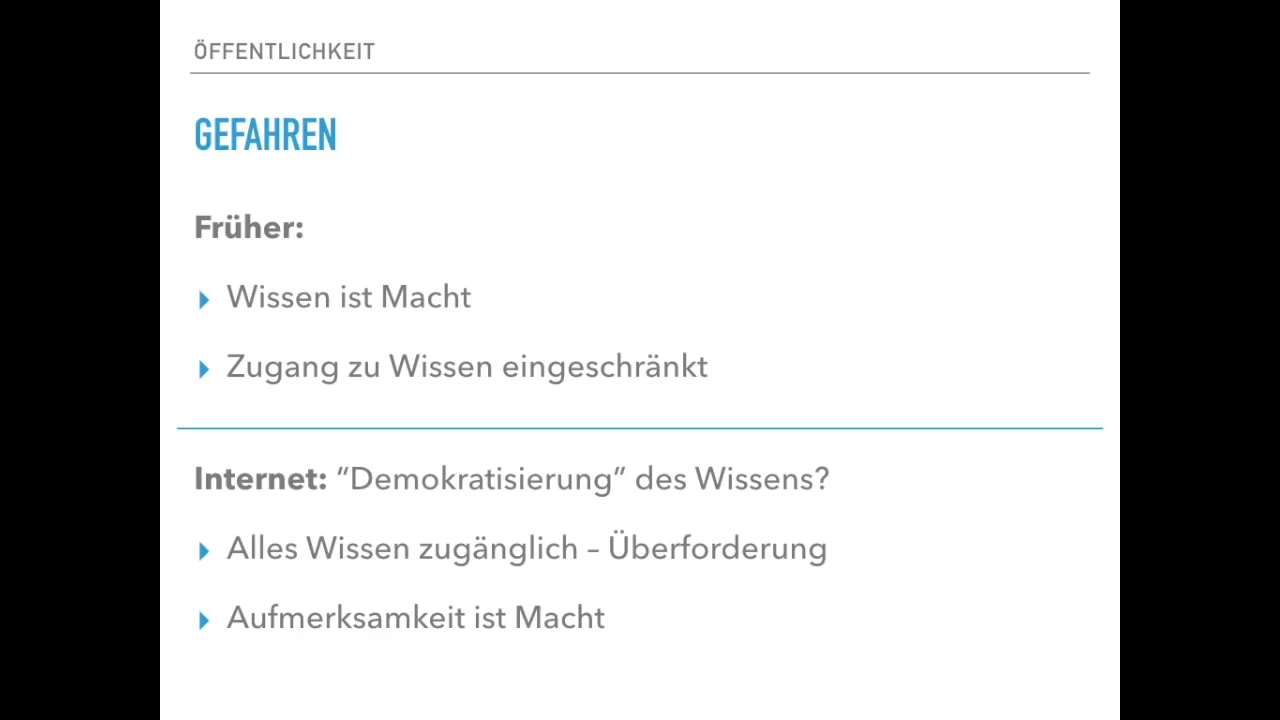 ÖFFENTLICHKEIT
GEFAHREN
Früher:
Wissen ist Macht
Zugang zu Wissen eingeschränkt
Internet: “Demokratisierung” des Wissens?
Alles Wissen zugänglich – Überforderung
Aufmerksamkeit ist Macht